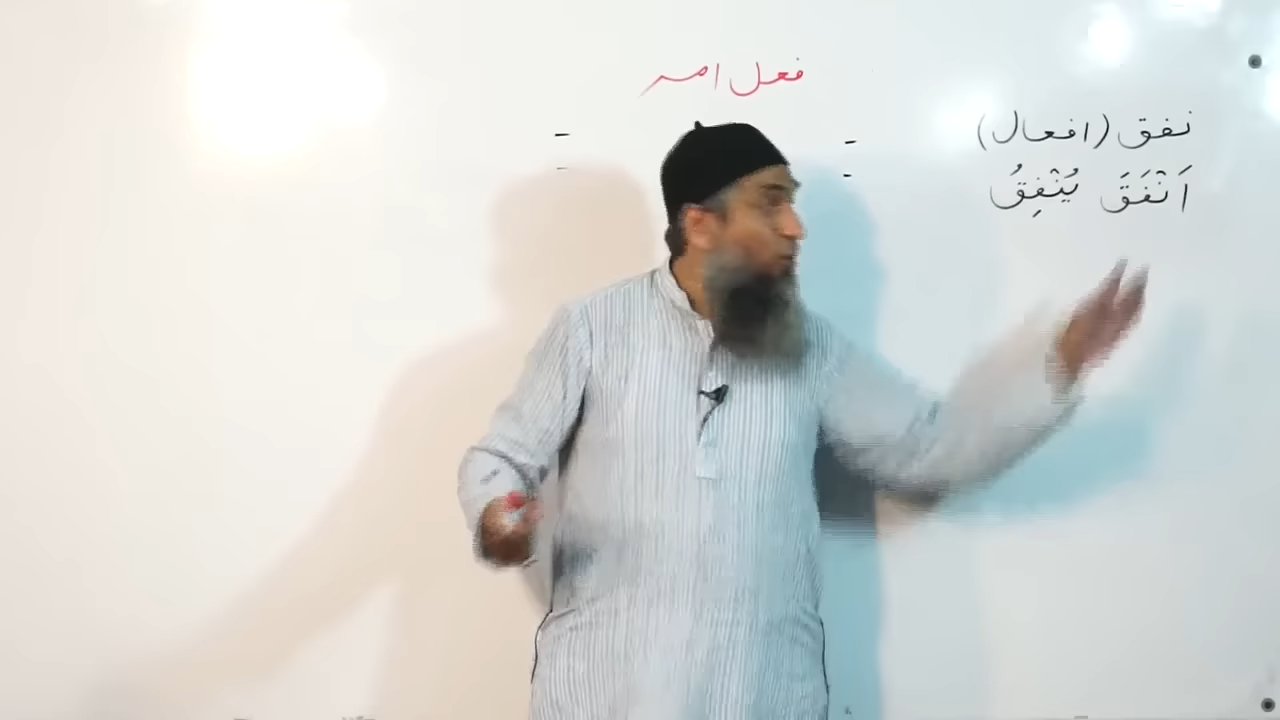 فعل امر
نفق (افعال)
اَنْفَقَ يُنْفِقُ